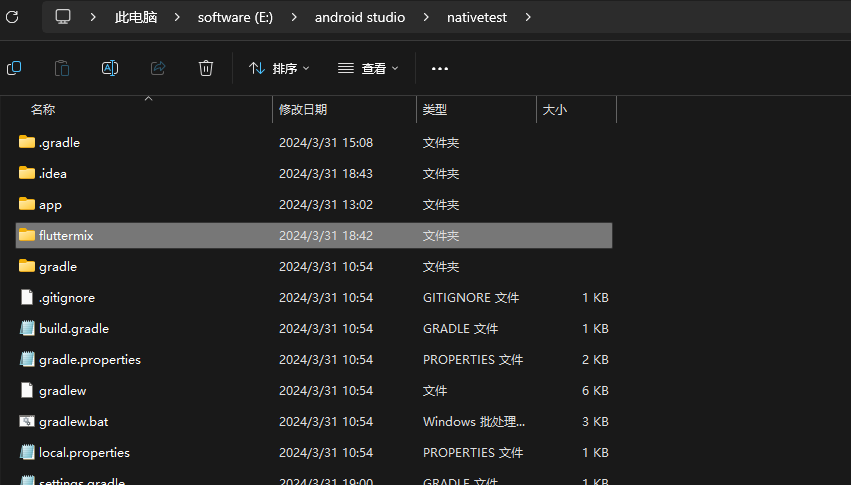 此电脑 software (E:) android studio nativetest
排序 查看
名称 修改日期 类型 大小
.gradle 2024/3/31 15:08 文件夹
.idea 2024/3/31 18:43 文件夹
app 2024/3/31 13:02 文件夹
fluttermix 2024/3/31 18:42 文件夹
gradle 2024/3/31 10:54 文件夹
.gitignore 2024/3/31 10:54 GITIGNORE 文件 1 KB
build.gradle 2024/3/31 10:54 GRADLE 文件 1 KB
gradle.properties 2024/3/31 10:54 PROPERTIES 文件 2 KB
gradlew 2024/3/31 10:54 文件 6 KB
gradlew.bat 2024/3/31 10:54 Windows 批处理... 3 KB
local.properties 2024/3/31 10:54 PROPERTIES 文件 1 KB
settings.gradle 2024/3/31 19:00 GRADLE 文件 1 KB